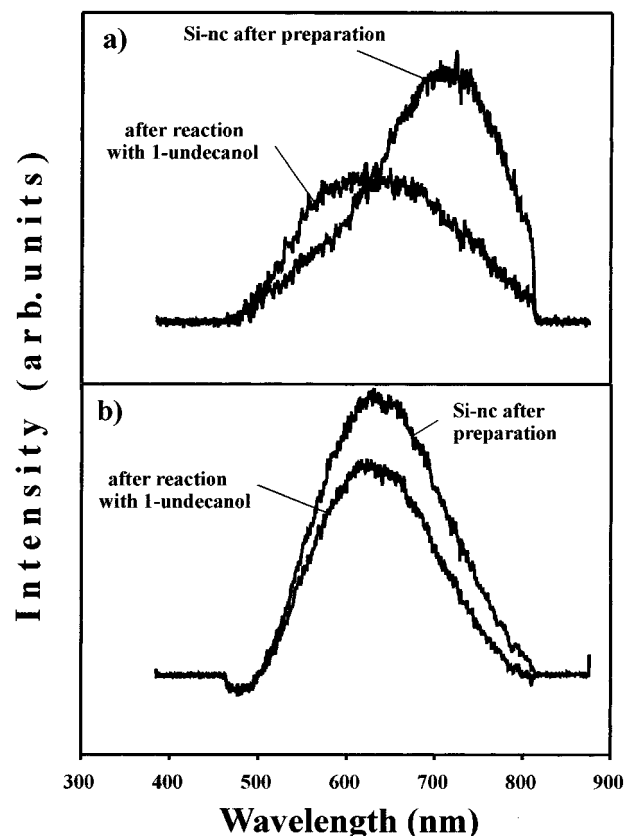 a)
Si-nc after preparation
after reaction
with 1-undecanol
Intensity (arb.units)
b)
Si-nc after
preparation
after reaction
with 1-undecanol
300 400 500 600 700 800 900
Wavelength (nm)